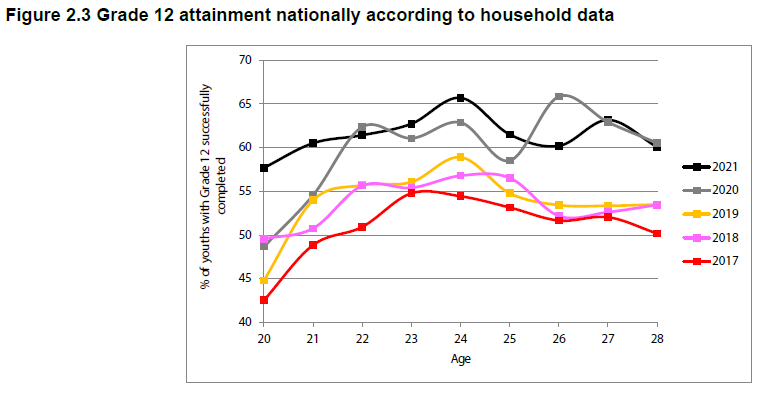 Figure 2.3 Grade 12 attainment nationally according to household data
70
65
60
55
50
45
40
% of youths with Grade 12 successfully
completed
20 21 22 23 24 25 26 27 28
Age
2021
2020
2019
2018
2017